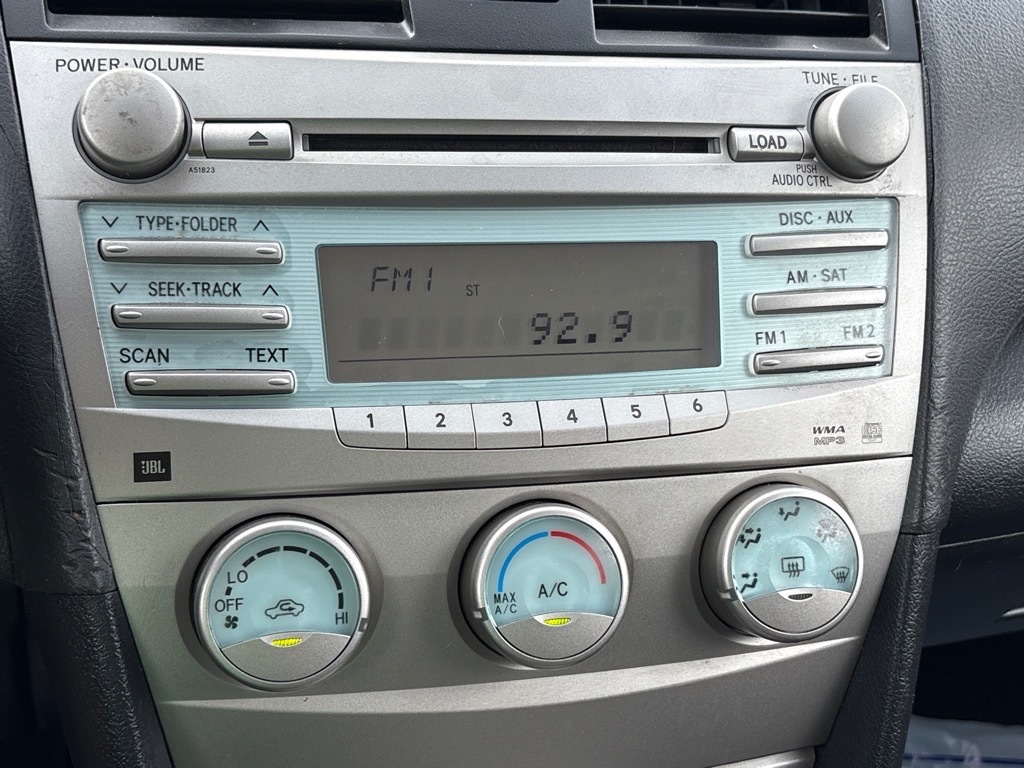 POWER • VOLUME
TUNE • FILE
LOAD
A51823
PUSH
AUDIO CTRL
TYPE•FOLDER
DISC • AUX
SEEK•TRACK
AM • SAT
SCAN TEXT
FM1 FM2
FM1
ST
92.9
1 2 3 4 5 6
WMA
MP3
JBL
LO
OFF
HI
MAX
A/C
A/C